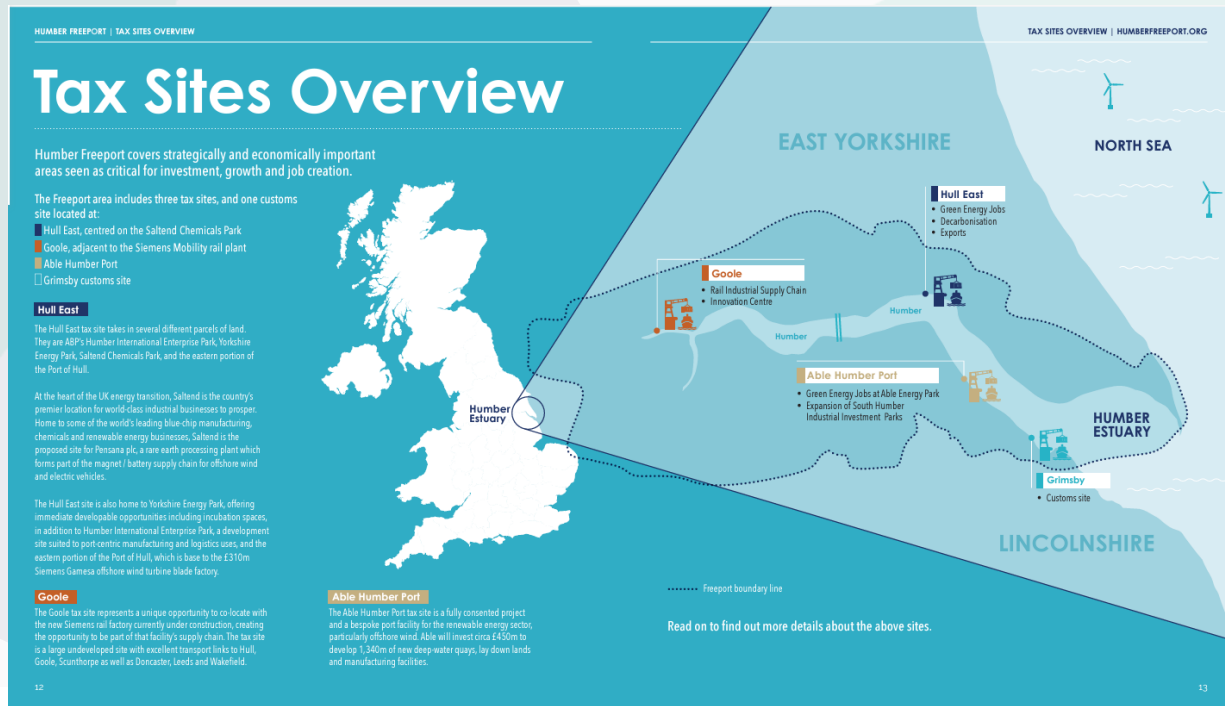 HUMBER FREEPORT | TAX SITES OVERVIEW
TAX SITES OVERVIEW | HUMBERFREEPORT.ORG
Tax Sites Overview
Humber Freeport covers strategically and economically important
areas seen as critical for investment, growth and job creation.
The Freeport area includes three tax sites, and one customs
site located at:
Hull East, centred on the Saltend Chemicals Park
Goole, adjacent to the Siemens Mobility rail plant
Able Humber Port
Grimsby customs site
Hull East
The Hull East tax site takes in several different parcels of land.
They are ABP's Humber International Enterprise Park, Yorkshire
Energy Park, Saltend Chemicals Park, and the eastern portion of
the Port of Hull.
At the heart of the UK energy transition, Saltend is the country's
premier location for world-class industrial businesses to prosper.
Home to some of the world's leading blue-chip manufacturing,
chemicals and renewable energy businesses, Saltend is the
proposed site for Pensana plc, a rare earth processing plant which
forms part of the magnet / battery supply chain for offshore wind
and electric vehicles.
The Hull East site is also home to Yorkshire Energy Park, offering
immediate developable opportunities including incubation spaces,
in addition to Humber International Enterprise Park, a development
site suited to port-centric manufacturing and logistics uses, and the
eastern portion of the Port of Hull, which is base to the £310m
Siemens Gamesa offshore wind turbine blade factory.
Goole
The Goole tax site represents a unique opportunity to co-locate with
the new Siemens rail factory currently under construction, creating
the opportunity to be part of that facility's supply chain. The tax site
is a large undeveloped site with excellent transport links to Hull,
Goole, Scunthorpe as well as Doncaster, Leeds and Wakefield.
Able Humber Port
The Able Humber Port tax site is a fully consented project
and a bespoke port facility for the renewable energy sector,
particularly offshore wind. Able will invest circa £450m to
develop 1,340m of new deep-water quays, lay down lands
and manufacturing facilities.
Humber
Estuary
EAST YORKSHIRE
NORTH SEA
Hull East
• Green Energy Jobs
• Decarbonisation
• Exports
Goole
• Rail Industrial Supply Chain
• Innovation Centre
Humber
Humber
Able Humber Port
• Green Energy Jobs at Able Energy Park
• Expansion of South Humber
Industrial Investment Parks
HUMBER
ESTUARY
Grimsby
• Customs site
LINCOLNSHIRE
Freeport boundary line
Read on to find out more details about the above sites.
12
13